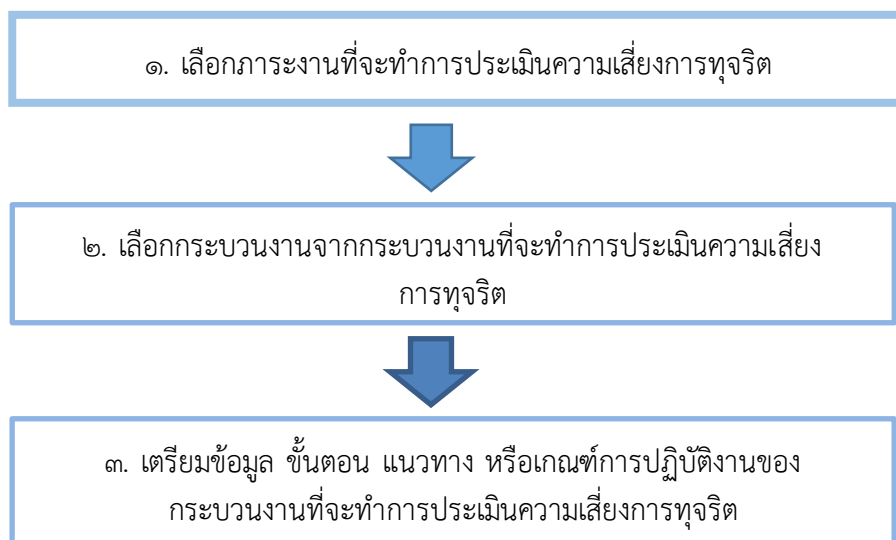 ๑. เลือกภาระงานที่จะทำการประเมินความเสี่ยงการทุจริต
๒. เลือกกระบวนงานจากกระบวนงานที่จะทำการประเมินความเสี่ยง
การทุจริต
๓. เตรียมข้อมูล ขั้นตอน แนวทาง หรือเกณฑ์การปฏิบัติงานของ
กระบวนงานที่จะทำการประเมินความเสี่ยงการทุจริต